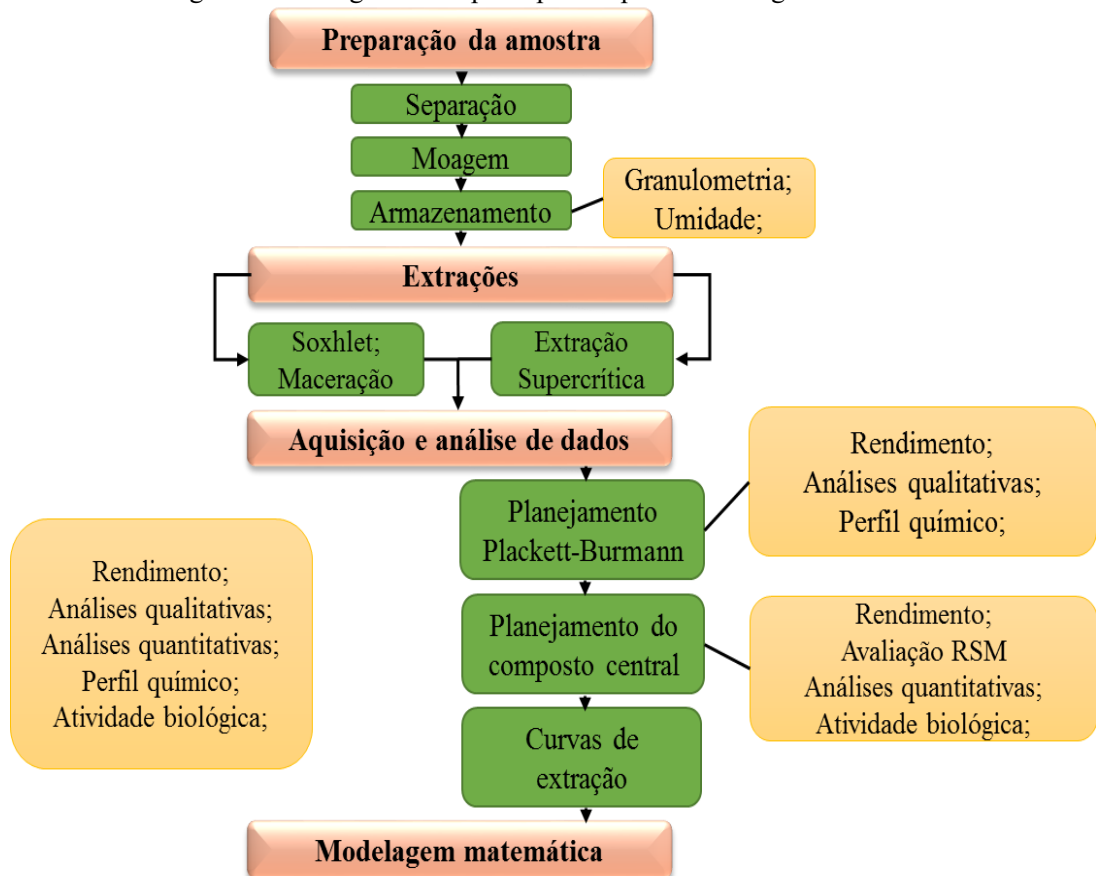 Preparação da amostra
Separação
Moagem
Armazenamento
Granulometria;
Umidade;
Extrações
Soxhlet;
Maceração
Extração
Supercrítica
Aquisição e análise de dados
Planejamento
Plackett-Burmann
Rendimento;
Análises qualitativas;
Perfil químico;
Rendimento;
Análises qualitativas;
Análises quantitativas;
Perfil químico;
Atividade biológica;
Planejamento do
composto central
Rendimento;
Avaliação RSM
Análises quantitativas;
Atividade biológica;
Curvas de
extração
Modelagem matemática